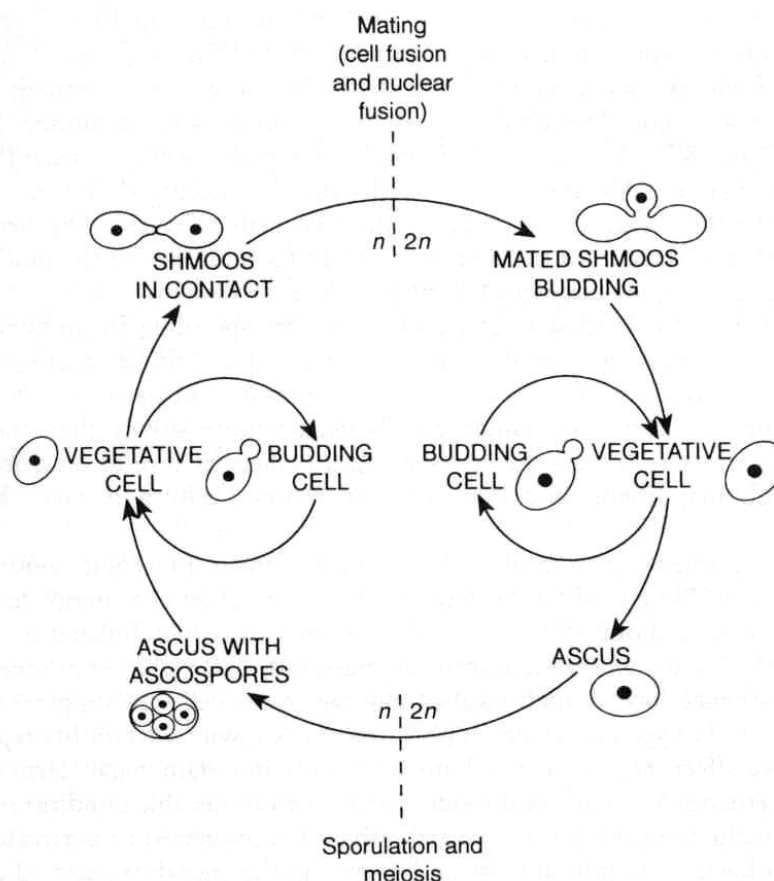 Mating
(cell fusion
and nuclear
fusion)
n 2n
SHMOOS
IN CONTACT
MATED SHMOOS
BUDDING
VEGETATIVE
CELL
BUDDING
CELL
BUDDING
CELL
VEGETATIVE
CELL
ASCUS WITH
ASCOSPORES
ASCUS
n 2n
Sporulation and
meiosis